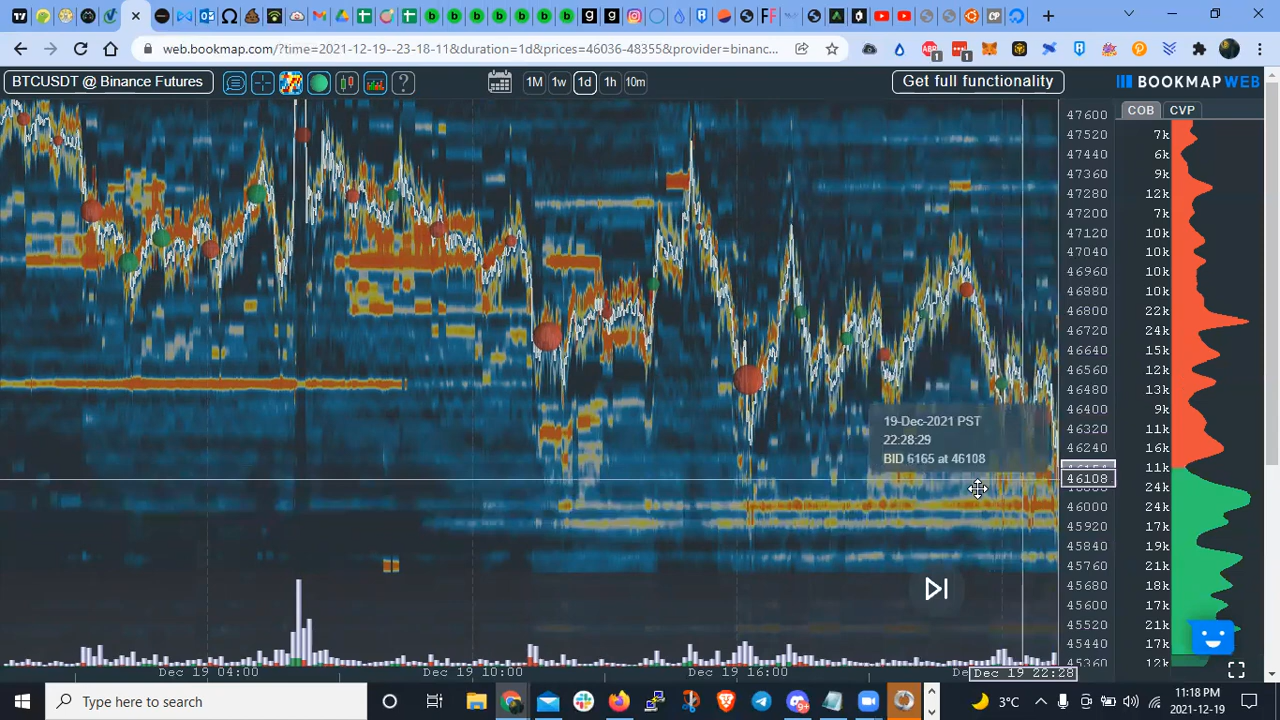 web.bookmap.com/?time=2021-12-19--23-18-11&duration=1d&prices=46036-48355&provider=binanc...
BTCUSDT @ Binance Futures
1M 1w 1d 1h 10m
Get full functionality
BOOKMAP WEB
COB CVP
47600
47520 7k
47440 6k
47360 9k
47280 12k
47200 7k
47120 10k
47040 10k
46960 10k
46880 10k
46800 22k
46720 24k
46640 15k
46560 12k
46480 13k
46400 9k
46320 11k
46240 16k
11k
46108
24k
46000 24k
45920 17k
45840 19k
45760 21k
45680 18k
45600 17k
45520 21k
45440 17k
45360 12k
19-Dec-2021 PST
22:28:29
BID 6165 at 46108
Dec 19 04:00 Dec 19 10:00 Dec 19 16:00 De Dec 19 22:28
Type here to search
3°C
11:18 PM
2021-12-19